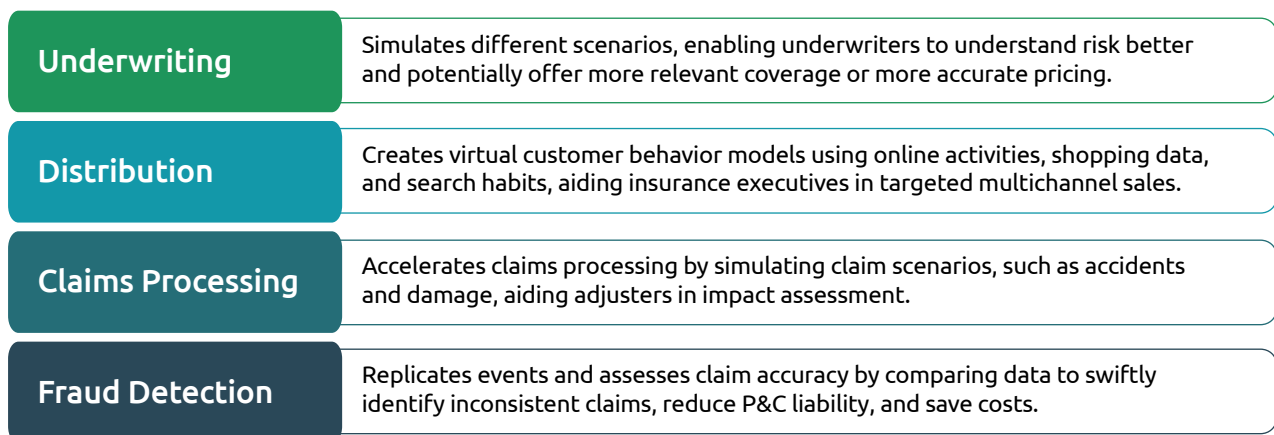 Underwriting
Simulates different scenarios, enabling underwriters to understand risk better
and potentially offer more relevant coverage or more accurate pricing.
Distribution
Creates virtual customer behavior models using online activities, shopping data,
and search habits, aiding insurance executives in targeted multichannel sales.
Claims Processing
Accelerates claims processing by simulating claim scenarios, such as accidents
and damage, aiding adjusters in impact assessment.
Fraud Detection
Replicates events and assesses claim accuracy by comparing data to swiftly
identify inconsistent claims, reduce P&C liability, and save costs.